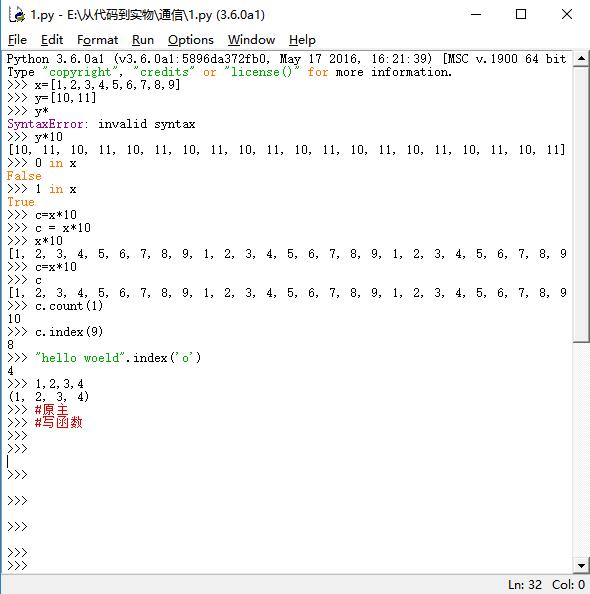 1.py - E:\从代码到实物\通信\1.py (3.6.0a1)
File Edit Format Run Options Window Help
Python 3.6.0a1 (v3.6.0a1:5896da372fb0, May 17 2016, 16:21:39) [MSC v.1900 64 bit
Type "copyright", "credits" or "license()" for more information.
>>> x=[1,2,3,4,5,6,7,8,9]
>>> y=[10,11]
>>> y*
SyntaxError: invalid syntax
>>> y*10
[10, 11, 10, 11, 10, 11, 10, 11, 10, 11, 10, 11, 10, 11, 10, 11, 10, 11, 10, 11]
>>> 0 in x
False
>>> 1 in x
True
>>> c=x*10
>>> c = x*10
>>> x*10
[1, 2, 3, 4, 5, 6, 7, 8, 9, 1, 2, 3, 4, 5, 6, 7, 8, 9, 1, 2, 3, 4, 5, 6, 7, 8, 9
>>> c=x*10
>>> c
[1, 2, 3, 4, 5, 6, 7, 8, 9, 1, 2, 3, 4, 5, 6, 7, 8, 9, 1, 2, 3, 4, 5, 6, 7, 8, 9
>>> c.count(1)
10
>>> c.index(9)
8
>>> "hello woeld".index('o')
4
>>> 1,2,3,4
(1, 2, 3, 4)
>>> #原主
>>> #写函数
>>>
>>>
>>>
>>>
>>>
>>>
>>>
Ln: 32 Col: 0